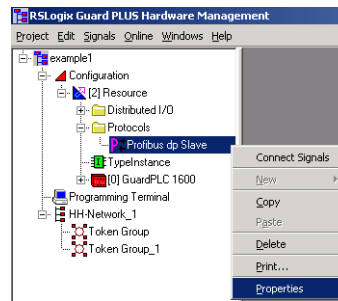 RSLogix Guard PLUS Hardware Management
Project Edit Signals Online Windows Help
example1
Configuration
[2] Resource
Distributed I/O
Protocols
Profibus dp Slave
TypeInstance
[0] GuardPLC 1600
Programming Terminal
HH-Network_1
Token Group
Token Group_1
Connect Signals
New
Copy
Paste
Delete
Print...
Properties